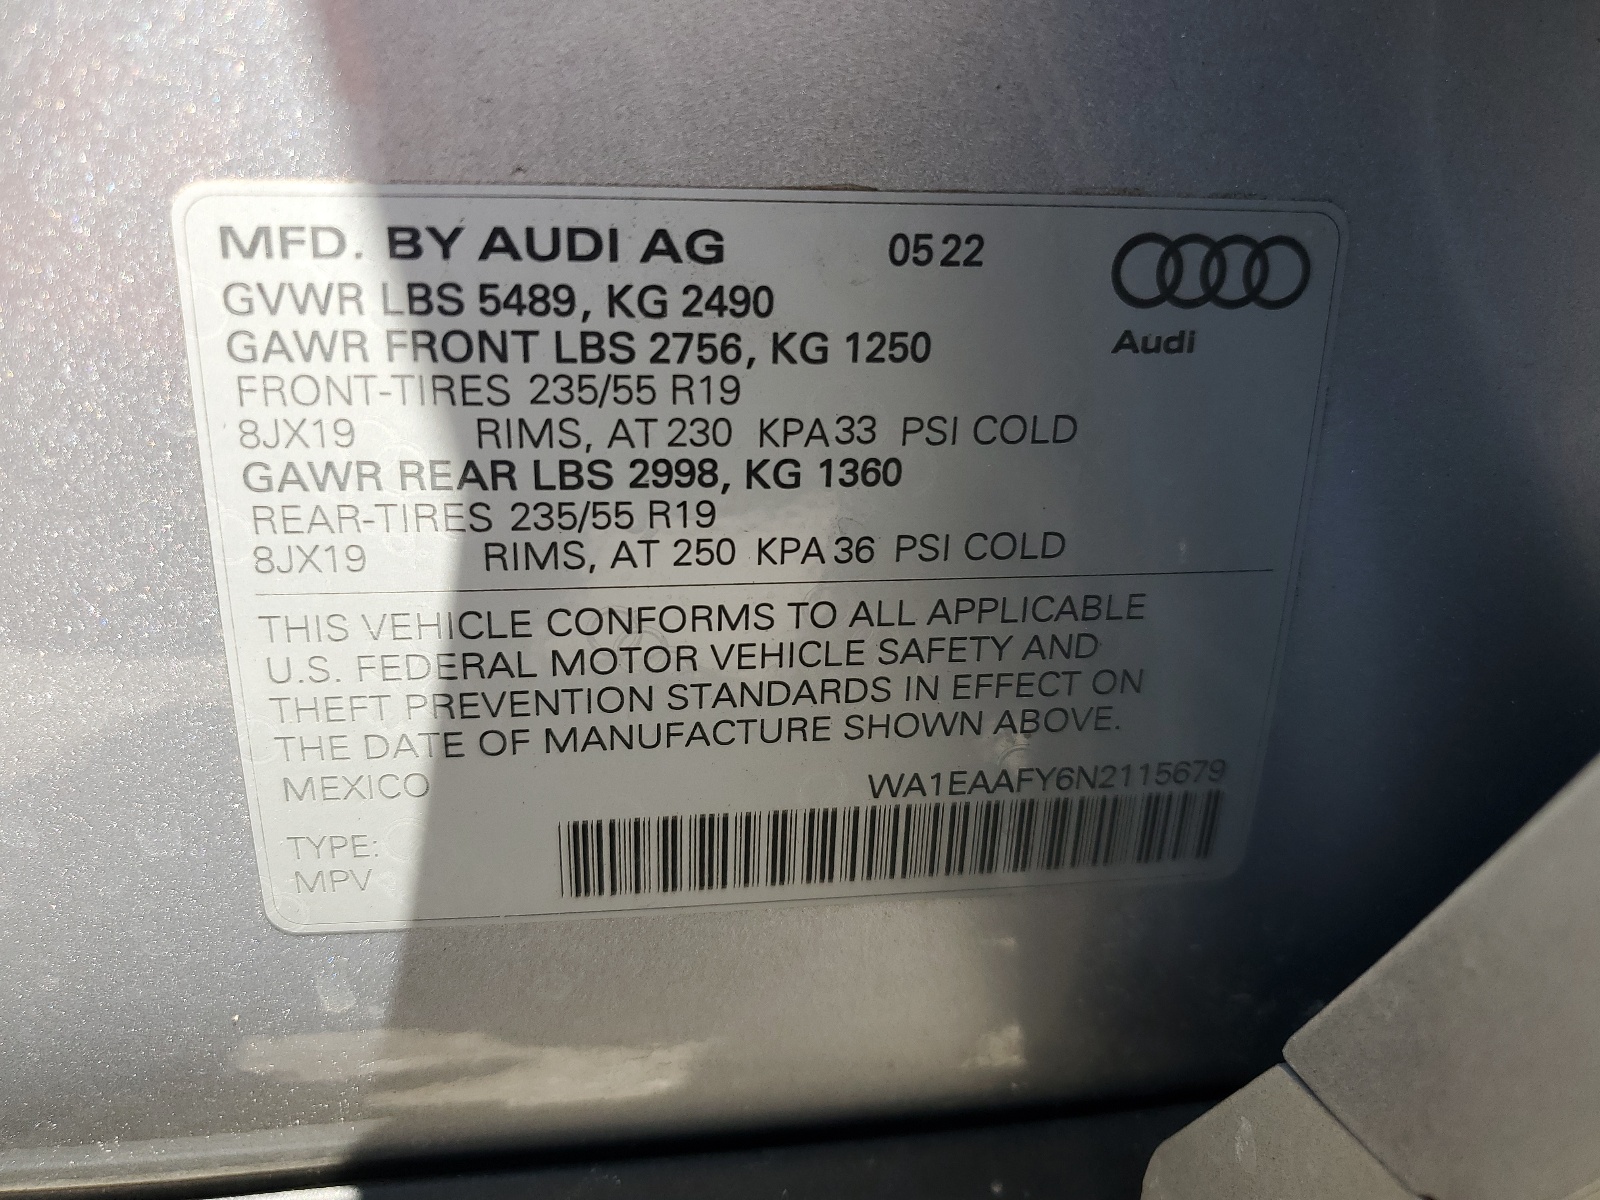 MFD. BY AUDI AG 0522
GVWR LBS 5489, KG 2490
GAWR FRONT LBS 2756, KG 1250
Audi
FRONT-TIRES 235/55 R19
8JX19 RIMS, AT 230 KPA 33 PSI COLD
GAWR REAR LBS 2998, KG 1360
REAR-TIRES 235/55 R19
8JX19 RIMS, AT 250 KPA 36 PSI COLD
THIS VEHICLE CONFORMS TO ALL APPLICABLE
U.S. FEDERAL MOTOR VEHICLE SAFETY AND
THEFT PREVENTION STANDARDS IN EFFECT ON
THE DATE OF MANUFACTURE SHOWN ABOVE.
MEXICO WA1EAAFY6N2115679
TYPE:
MPV